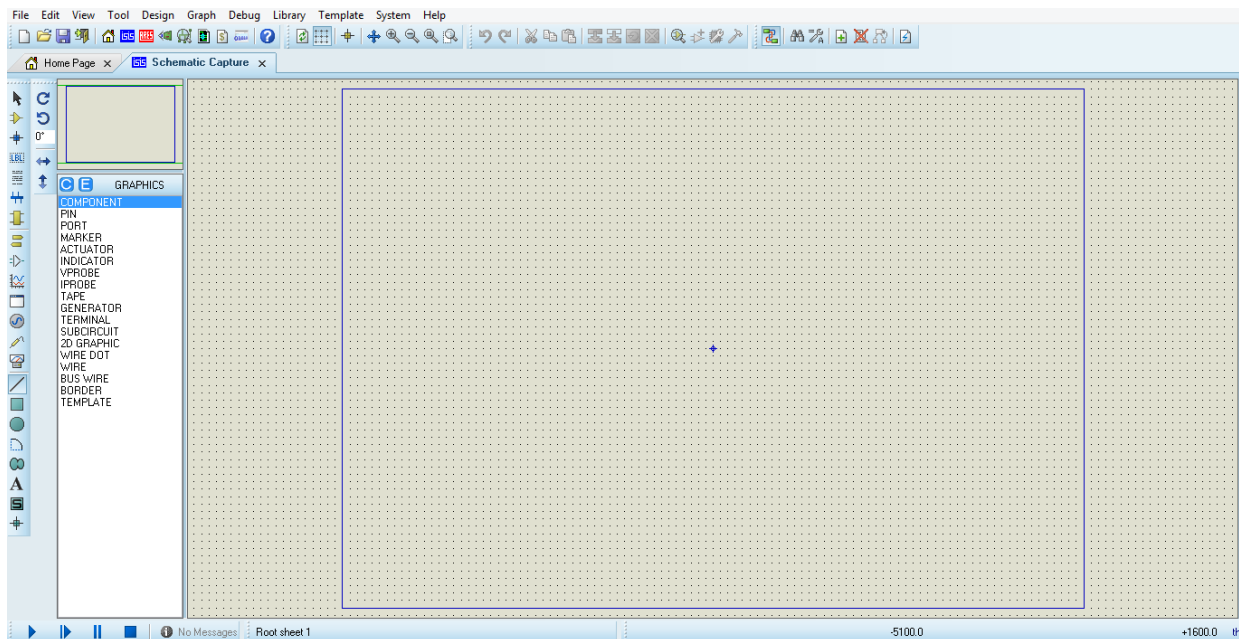 File Edit View Tool Design Graph Debug Library Template System Help
Home Page Schematic Capture
0°
LBL
C E GRAPHICS
COMPONENT
PIN
PORT
MARKER
ACTUATOR
INDICATOR
VPROBE
IPROBE
TAPE
GENERATOR
TERMINAL
SUBCIRCUIT
2D GRAPHIC
WIRE DOT
WIRE
BUS WIRE
BORDER
TEMPLATE
A
S
No Messages Root sheet 1 -5100.0 +1600.0 th